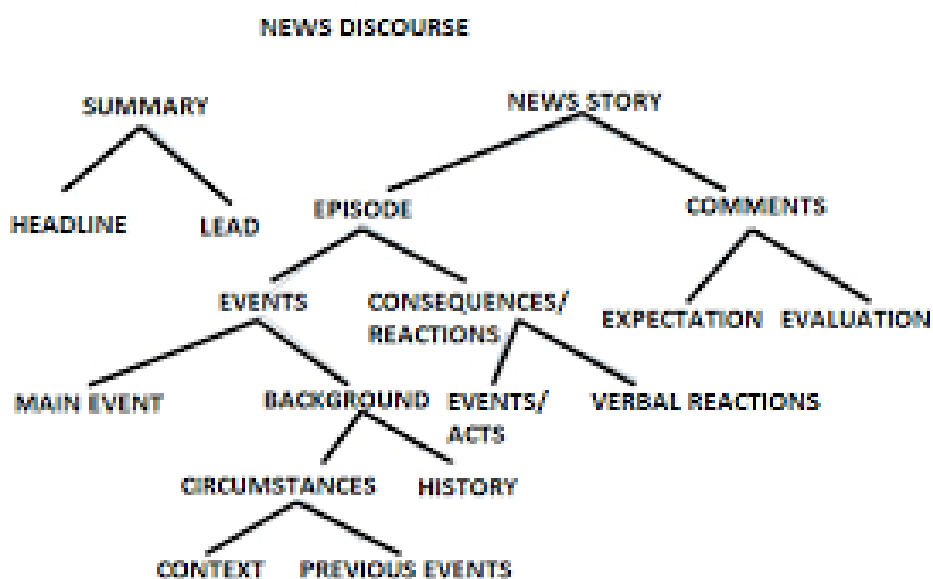 NEWS DISCOURSE
SUMMARY
NEWS STORY
HEADLINE
LEAD
EPISODE
COMMENTS
EVENTS
CONSEQUENCES/
REACTIONS
EXPECTATION
EVALUATION
MAIN EVENT
BACKGROUND
EVENTS/
ACTS
VERBAL REACTIONS
CIRCUMSTANCES
HISTORY
CONTEXT
PREVIOUS EVENTS